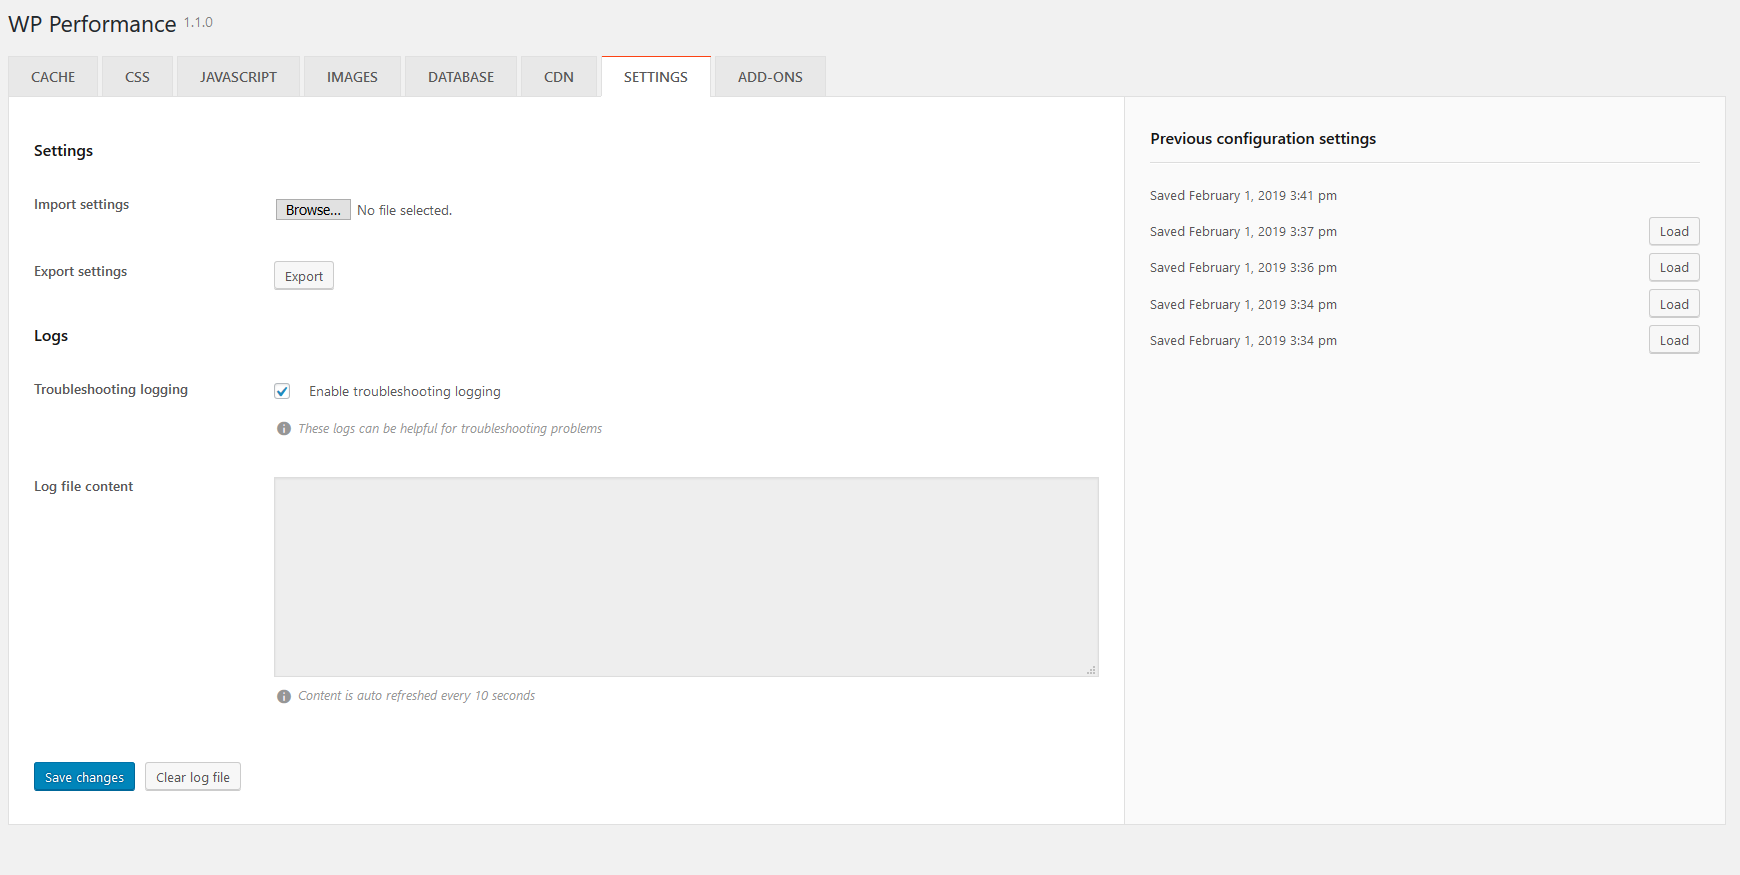 WP Performance 1.1.0
CACHE CSS JAVASCRIPT IMAGES DATABASE CDN SETTINGS ADD-ONS
Settings
Import settings
Browse... No file selected.
Export settings
Export
Logs
Troubleshooting logging
Enable troubleshooting logging
These logs can be helpful for troubleshooting problems
Log file content
Content is auto refreshed every 10 seconds
Save changes
Clear log file
Previous configuration settings
Saved February 1, 2019 3:41 pm
Saved February 1, 2019 3:37 pm Load
Saved February 1, 2019 3:36 pm Load
Saved February 1, 2019 3:34 pm Load
Saved February 1, 2019 3:34 pm Load